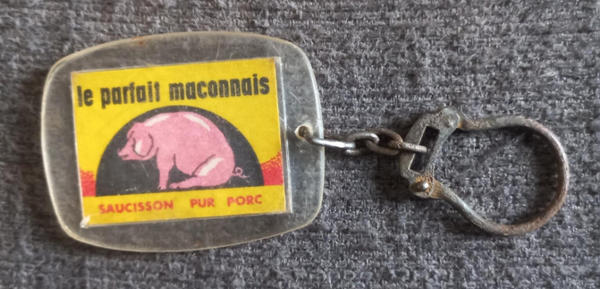 le parfait maconnais
SAUCISSON PUR PORC